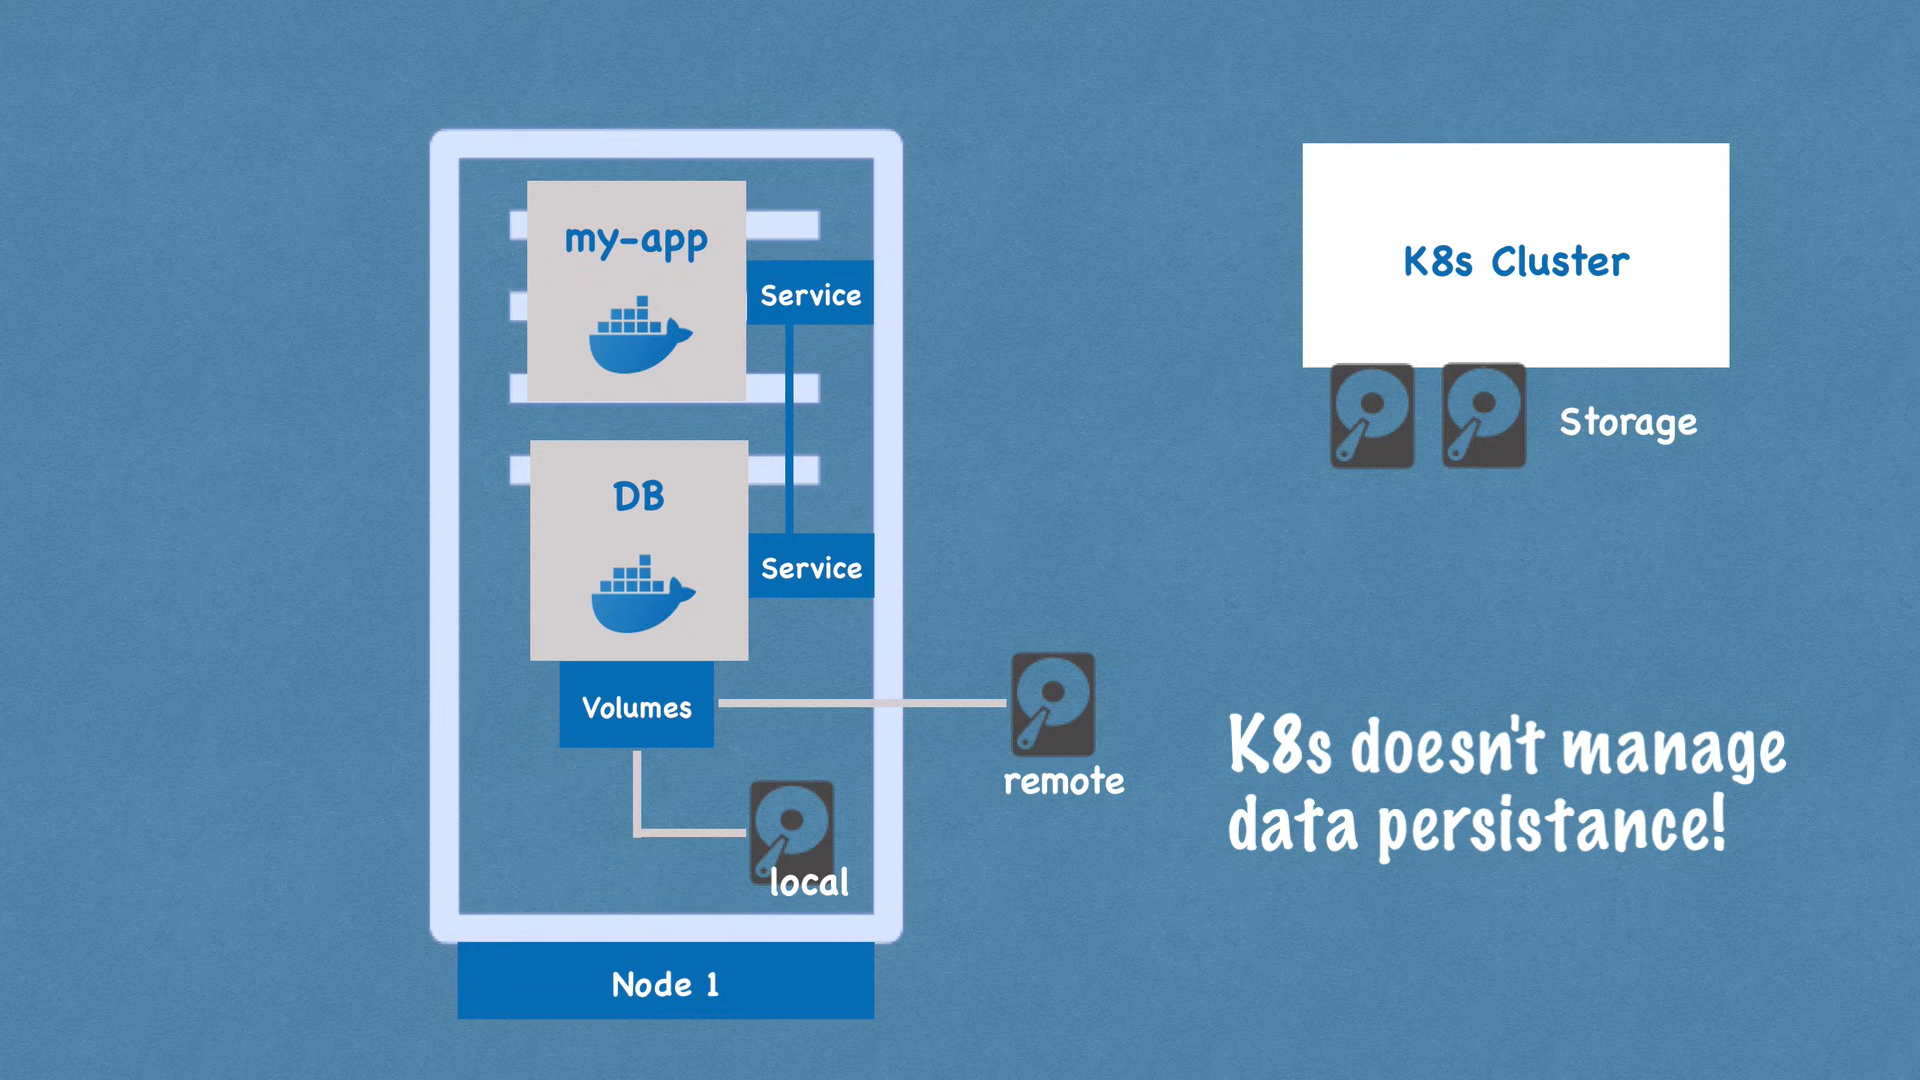 my-app
Service
DB
Service
Volumes
remote
local
Node 1
K8s Cluster
Storage
K8s doesn't manage
data persistance!